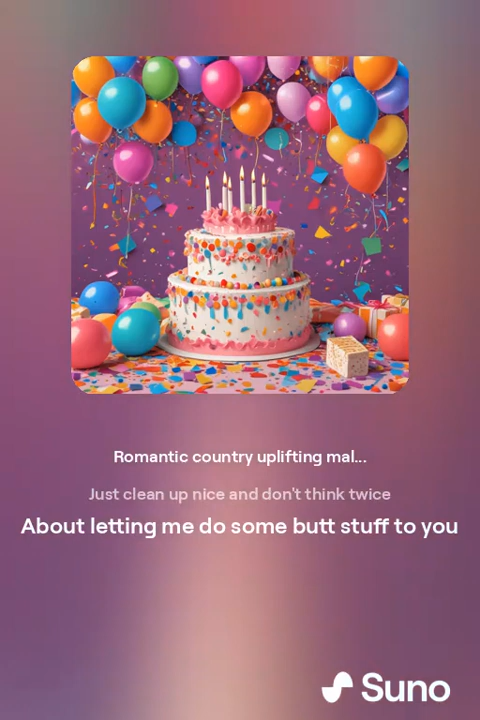 Romantic country uplifting mal...
Just clean up nice and don't think twice
About letting me do some butt stuff to you
Suno